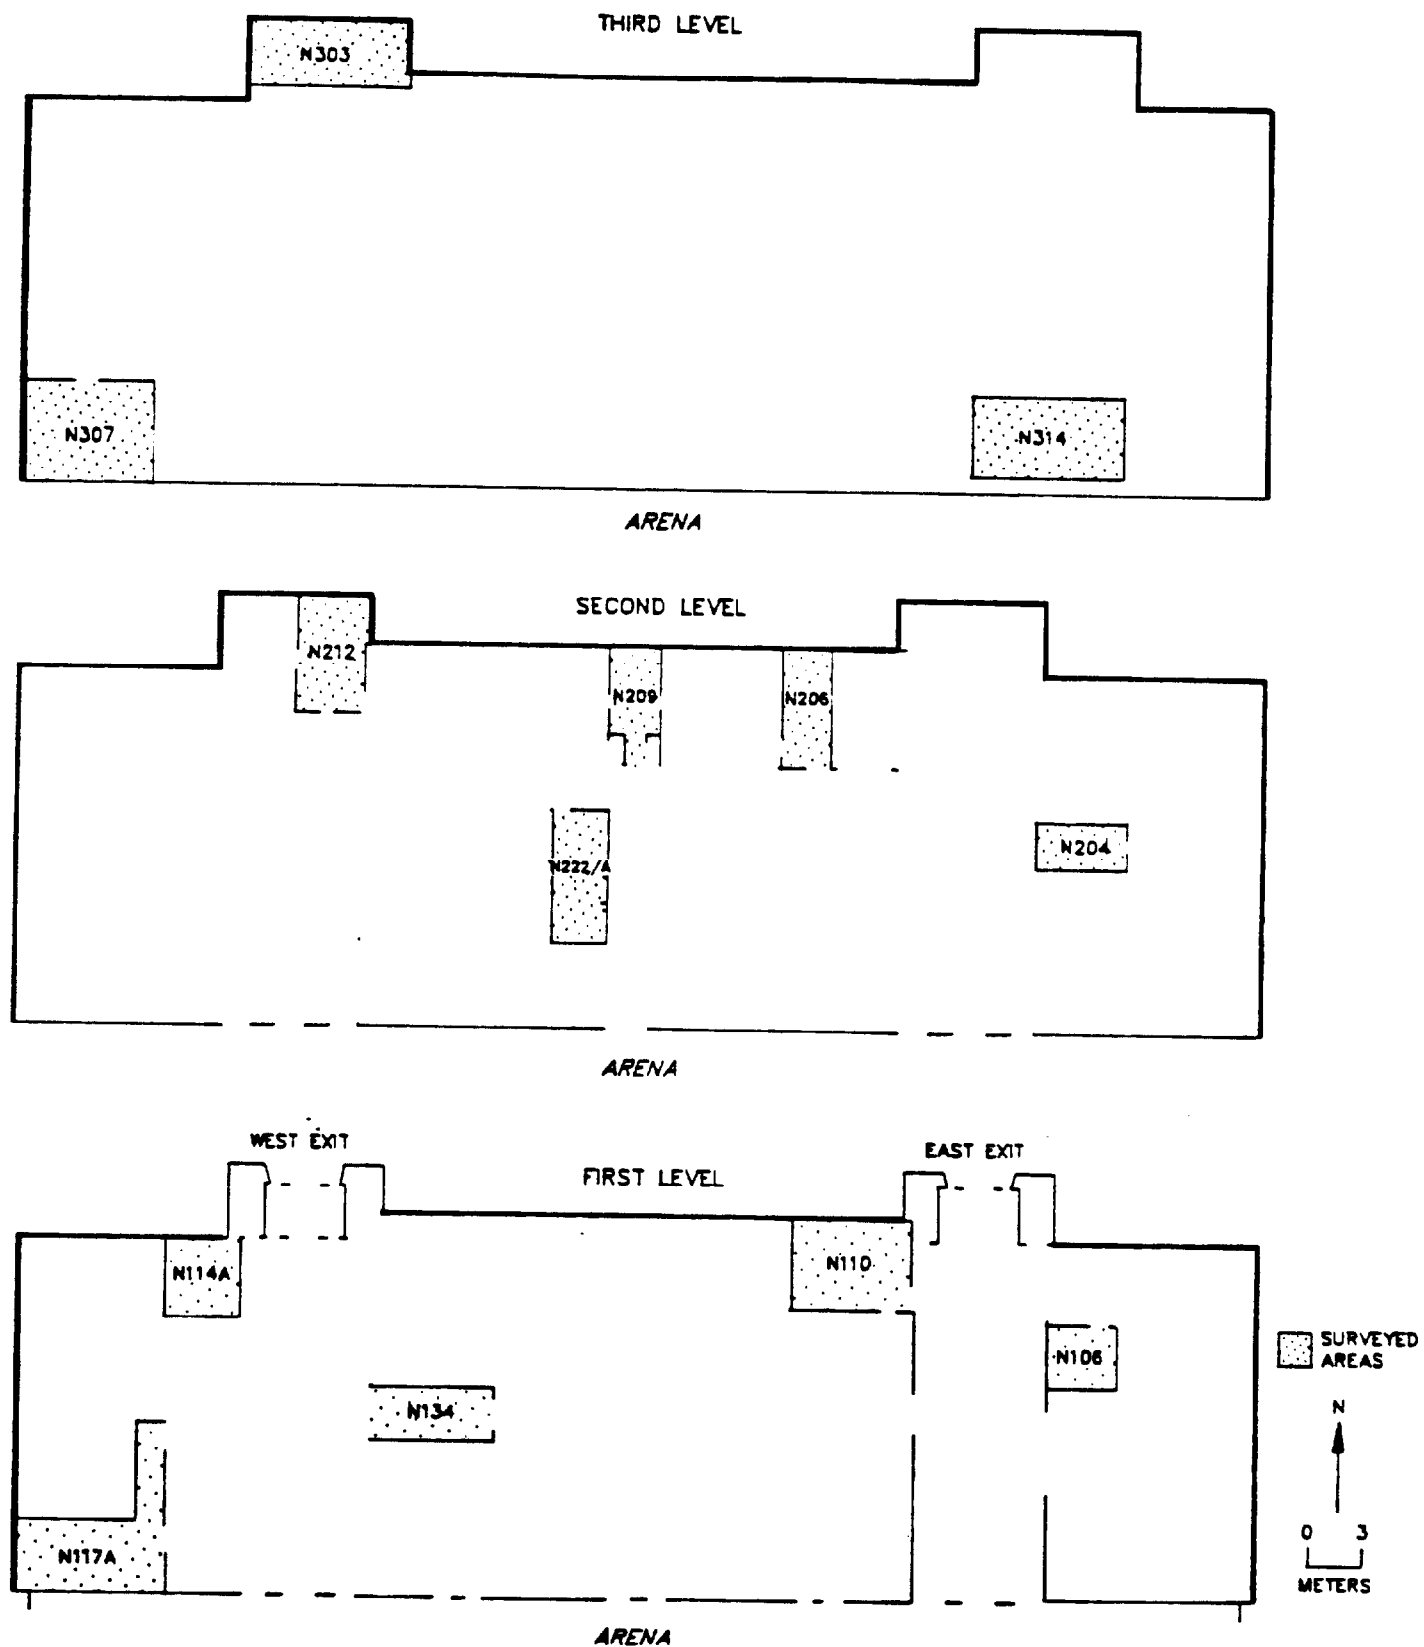 THIRD LEVEL
N303
N307
N314
ARENA
SECOND LEVEL
N212
N209
N206
N222/A
N204
ARENA
WEST EXIT
EAST EXIT
FIRST LEVEL
N114A
N110
N106
N134
N117A
SURVEYED
AREAS
N
0 3
METERS
ARENA